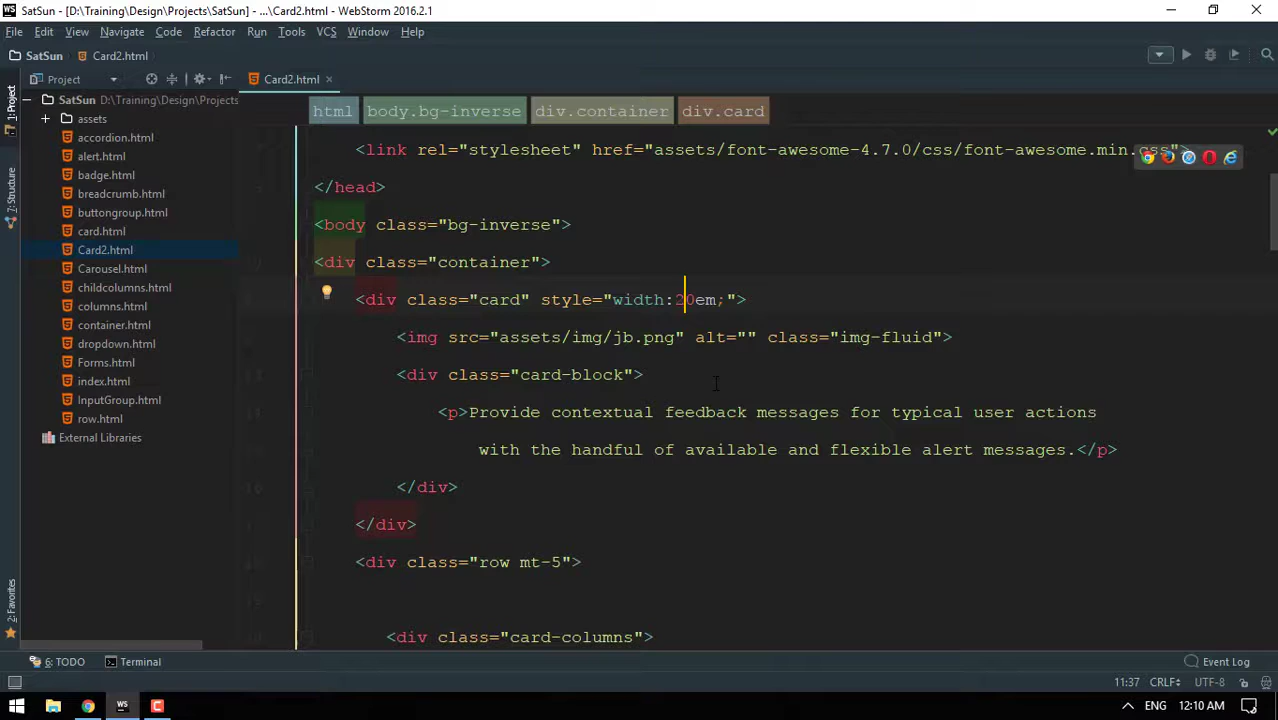 SatSun - [D:\Training\Design\Projects\SatSun] - ...\Card2.html - WebStorm 2016.2.1
File Edit View Navigate Code Refactor Run Tools VCS Window Help
SatSun Card2.html
Project Card2.html
1: Project
7: Structure
2: Favorites
SatSun D:\Training\Design\Projects
assets
accordion.html
alert.html
badge.html
breadcrumb.html
buttongroup.html
card.html
Card2.html
Carousel.html
childcolumns.html
columns.html
container.html
dropdown.html
Forms.html
index.html
InputGroup.html
row.html
External Libraries
html body.bg-inverse div.container div.card
<link rel="stylesheet" href="assets/font-awesome-4.7.0/css/font-awesome.min.css">
</head>
<body class="bg-inverse">
<div class="container">
<div class="card" style="width:20em;">
<img src="assets/img/jb.png" alt="" class="img-fluid">
<div class="card-block">
<p>Provide contextual feedback messages for typical user actions
with the handful of available and flexible alert messages.</p>
</div>
</div>
<div class="row mt-5">
<div class="card-columns">
6: TODO Terminal Event Log
11:37 CRLF UTF-8
WS C ENG 12:10 AM